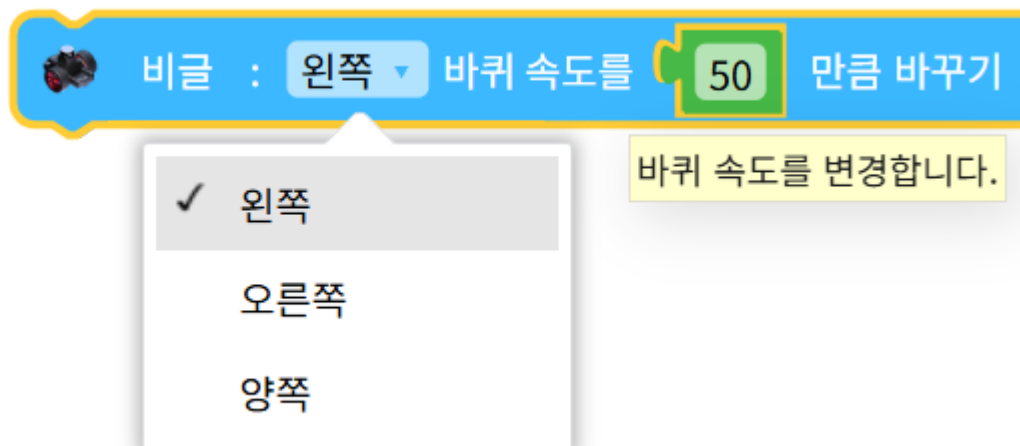 비글 : 왼쪽 바퀴 속도를 50 만큼 바꾸기
바퀴 속도를 변경합니다.
왼쪽
오른쪽
양쪽